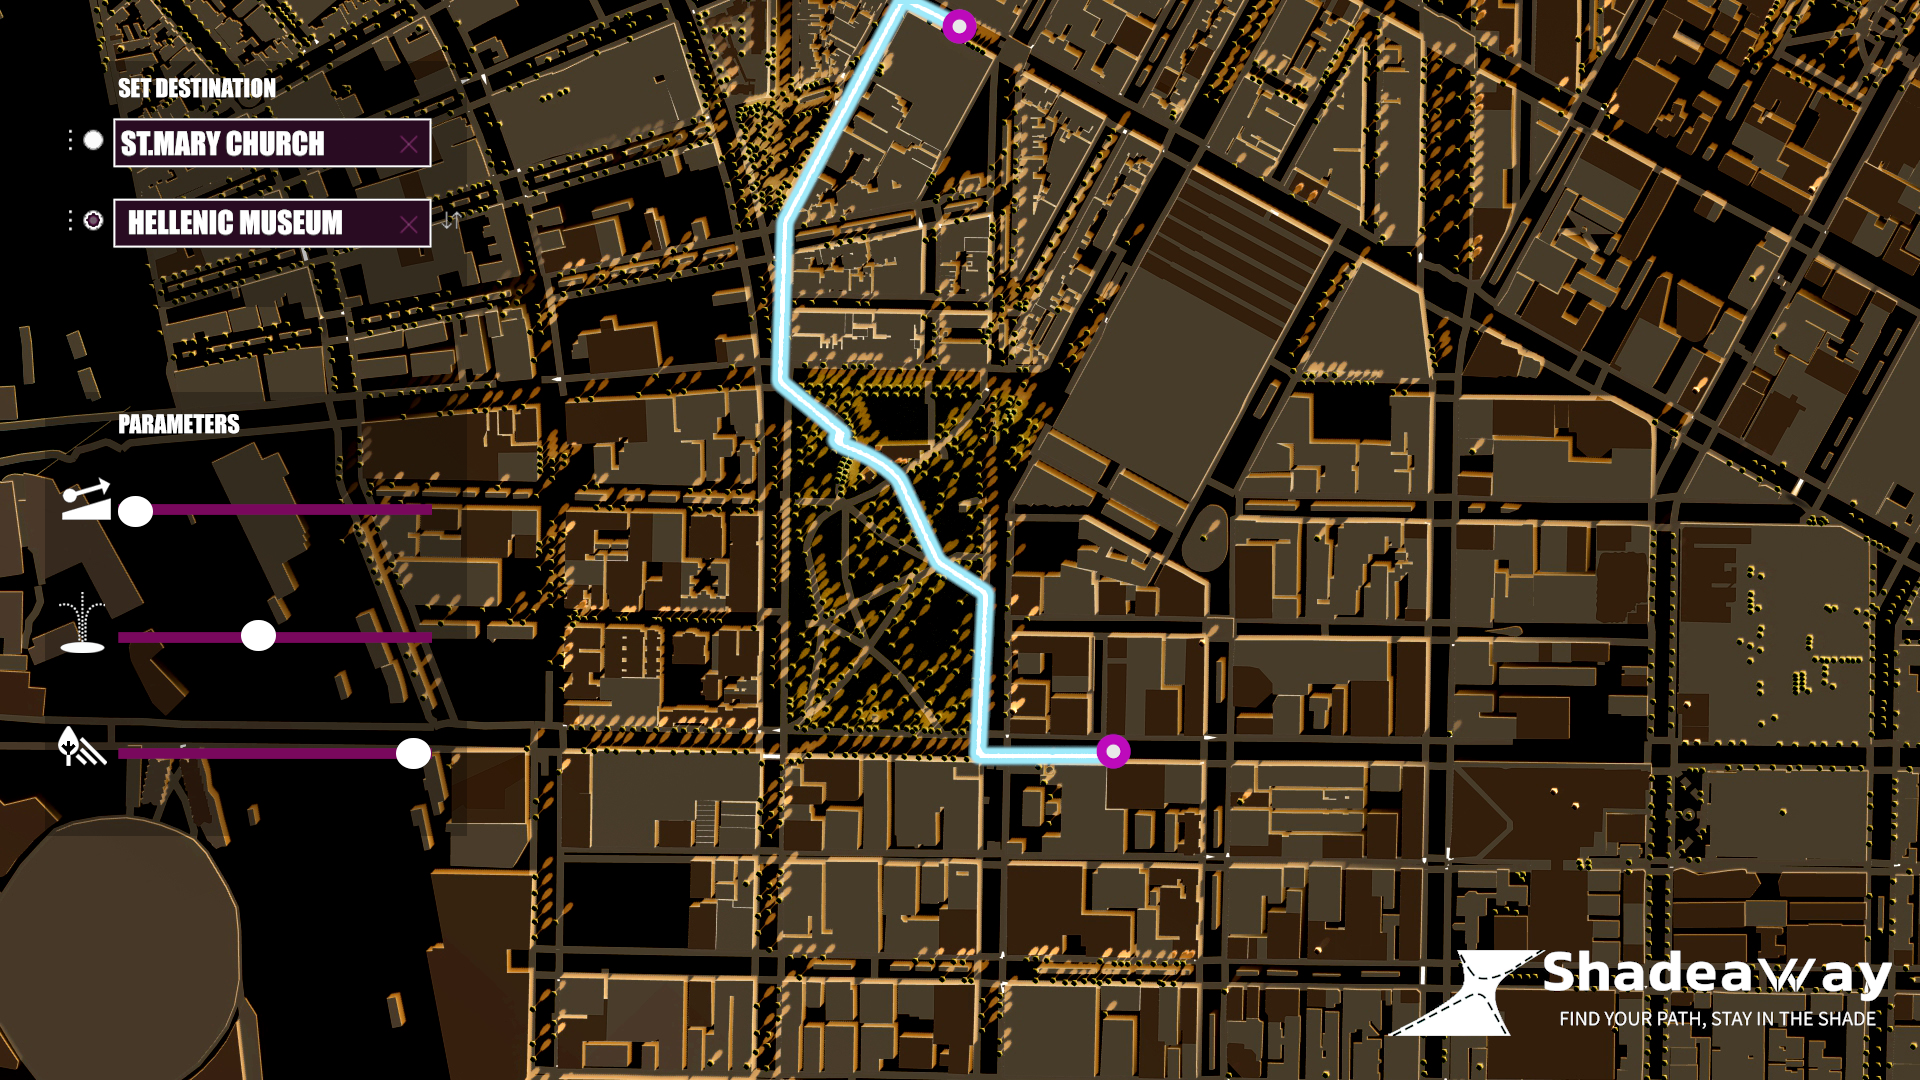 SET DESTINATION
ST.MARY CHURCH
HELLENIC MUSEUM
PARAMETERS
Shadeaway
FIND YOUR PATH, STAY IN THE SHADE